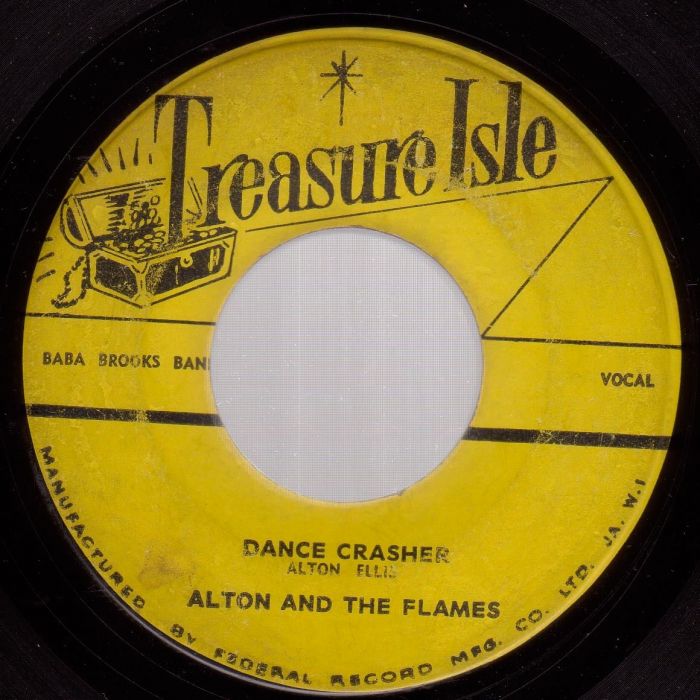 Treasure Isle
BABA BROOKS BAN
VOCAL
DANCE CRASHER
ALTON ELLIS
ALTON AND THE FLAMES
MANUFACTURED BY FEDERAL RECORD MFG. CO. LTD. JA. W.I